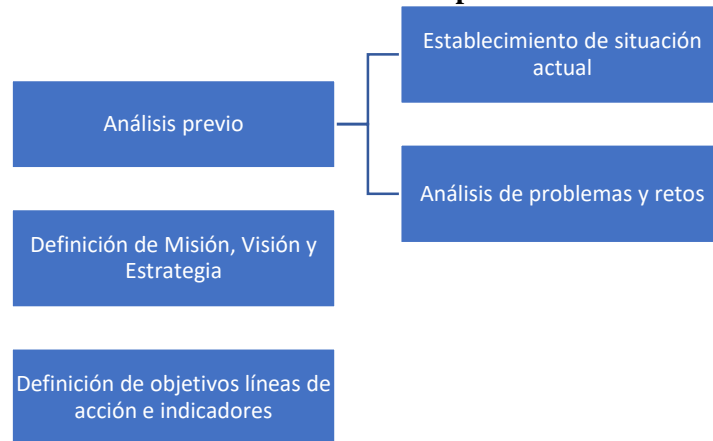 Establecimiento de situación
actual
Análisis previo
Análisis de problemas y retos
Definición de Misión, Visión y
Estrategia
Definición de objetivos líneas de
acción e indicadores